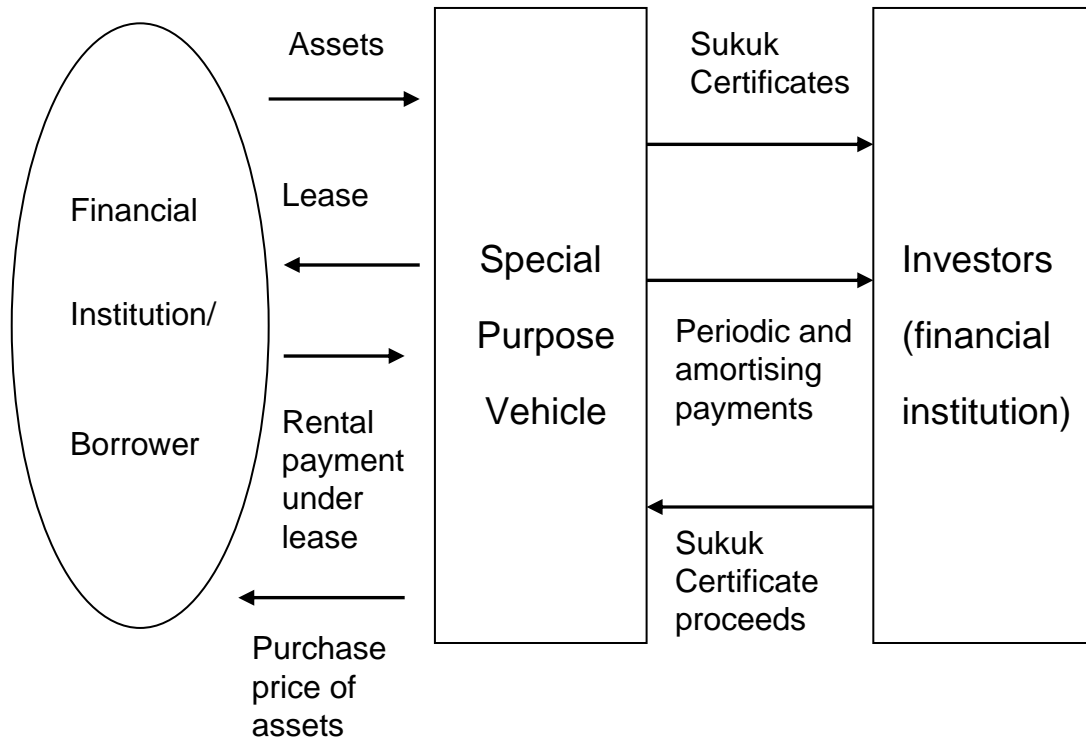 Assets
Sukuk
Certificates
Financial
Institution/
Borrower
Lease
Rental
payment
under
lease
Purchase
price of
assets
Special
Purpose
Vehicle
Periodic and
amortising
payments
Sukuk
Certificate
proceeds
Investors
(financial
institution)